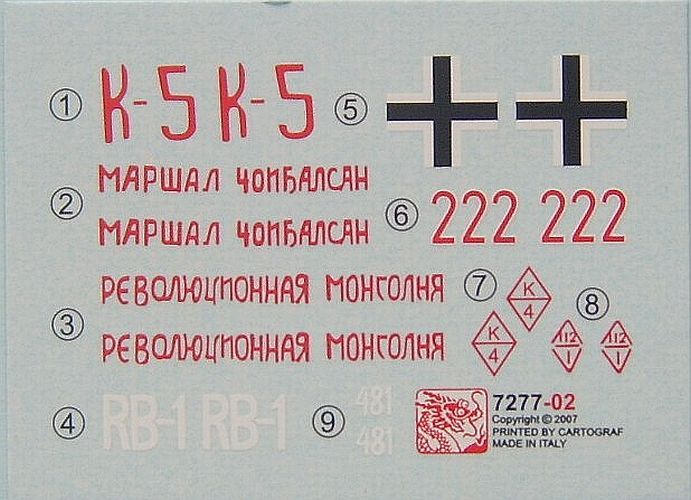 ① К-5 К-5
⑤
② МАРШАЛ ЧОИБАЛСАН
МАРШАЛ ЧОИБАЛСАН
⑥ 222 222
③ РЕВОЛЮЦИОННАЯ МОНГОЛИЯ
РЕВОЛЮЦИОННАЯ МОНГОЛИЯ
⑦ К 4
К 4
⑧ 112 1 112 1
④ RB-1 RB-1
⑨ 481
481
7277-02
Copyright © 2007
PRINTED BY CARTOGRAF
MADE IN ITALY